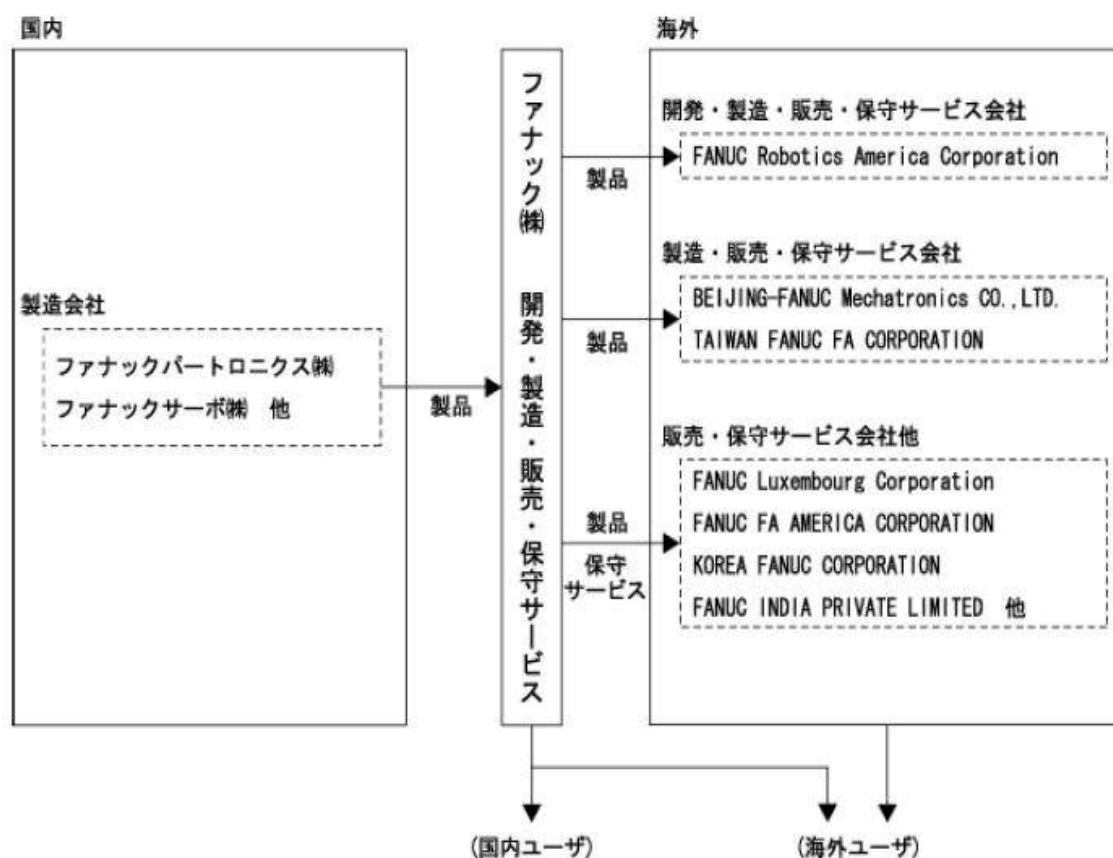 国内
製造会社
ファナックパートロニクス㈱
ファナックサーボ㈱ 他
製品
ファナック㈱ 開発・製造・販売・保守サービス
海外
開発・製造・販売・保守サービス会社
FANUC Robotics America Corporation
製品
製造・販売・保守サービス会社
BEIJING-FANUC Mechatronics CO.,LTD.
TAIWAN FANUC FA CORPORATION
製品
販売・保守サービス会社他
FANUC Luxembourg Corporation
FANUC FA AMERICA CORPORATION
KOREA FANUC CORPORATION
FANUC INDIA PRIVATE LIMITED 他
製品
保守
サービス
(国内ユーザ)
(海外ユーザ)